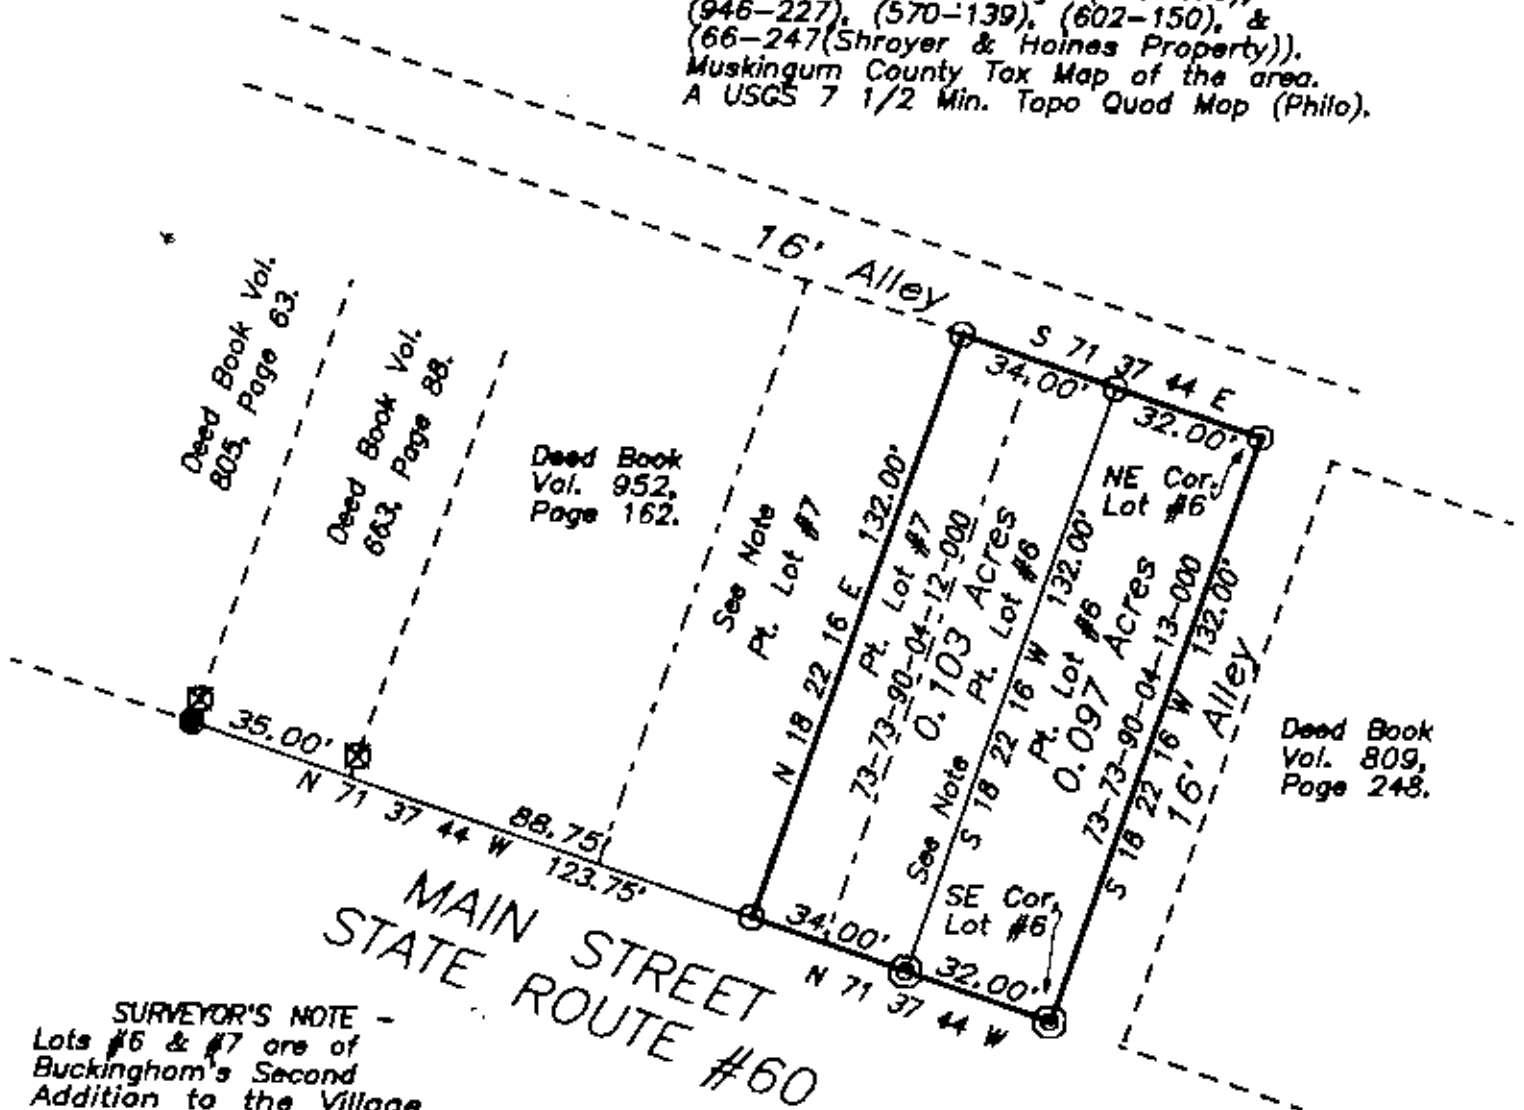 (946-227), (570-139), (602-150), &
(66-247(Shroyer & Haines Property)).
Muskingum County Tax Map of the area.
A USGS 7 1/2 Min. Topo Quad Map (Philo).
16' Alley
S 71 37 44 E
34.00'
32.00'
Deed Book Vol.
805, Page 63.
Deed Book Vol.
663, Page 88.
Deed Book
Vol. 952,
Page 162.
See Note
Pt. Lot #7
N 18 22 16 E 132.00'
Pt. Lot #7
73-73-90-04-12-000
0.103 Acres
Pt. Lot #6
See Note
S 18 22 16 W 132.00'
Pt. Lot #6
0.097 Acres
73-73-90-04-13-000
S 18 22 16 W 132.00'
NE Cor.
Lot #6
16' Alley
Deed Book
Vol. 809,
Page 248.
35.00'
88.75'
N 71 37 44 W 123.75'
34.00'
32.00'
N 71 37 44 W
SE Cor.
Lot #6
MAIN STREET
STATE ROUTE #60
SURVEYOR'S NOTE -
Lots #6 & #7 are of
Buckingham's Second
Addition to the Village